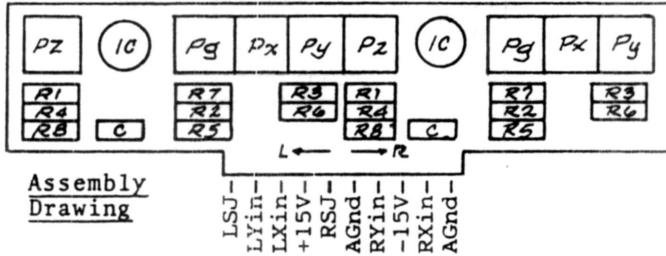 PZ IC Pg Px Py Pz IC Pg Px Py
R1 R7 R3 R1 R7 R3
R4 R2 R6 R4 R2 R6
R8 C R5 R8 C R5
L R
Assembly
Drawing
LSJ-
LYin-
LXin-
+15V-
RSJ-
AGnd-
RYin-
-15V-
RXin-
AGnd-